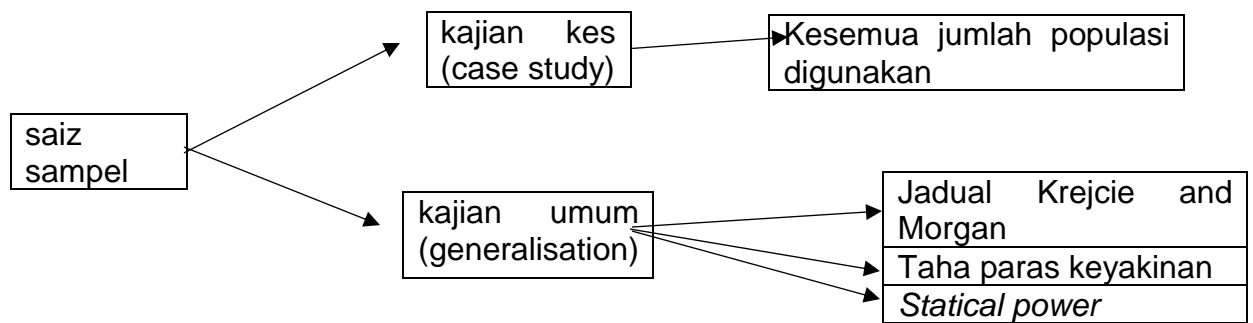 saiz
sampel
kajian kes
(case study)
Kesemua jumlah populasi
digunakan
kajian umum
(generalisation)
Jadual Krejcie and
Morgan
Taha paras keyakinan
Statical power